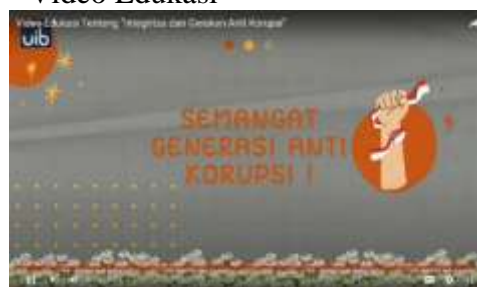 Video Edukasi
Video Edukasi Tentang "Integritas dan Gerakan Anti Korupsi"
uib
SEMANGAT
GENERASI ANTI
KORUPSI !